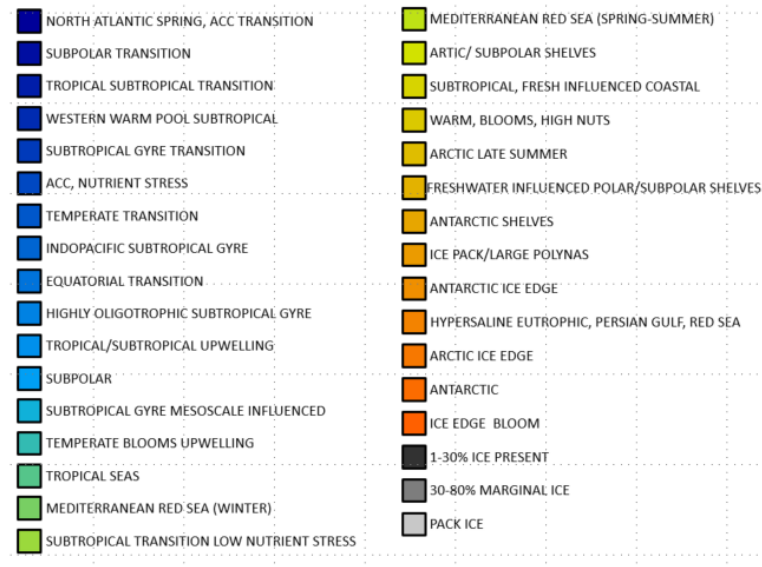 NORTH ATLANTIC SPRING, ACC TRANSITION
SUBPOLAR TRANSITION
TROPICAL SUBTROPICAL TRANSITION
WESTERN WARM POOL SUBTROPICAL
SUBTROPICAL GYRE TRANSITION
ACC, NUTRIENT STRESS
TEMPERATE TRANSITION
INDOPACIFIC SUBTROPICAL GYRE
EQUATORIAL TRANSITION
HIGHLY OLIGOTROPHIC SUBTROPICAL GYRE
TROPICAL/SUBTROPICAL UPWELLING
SUBPOLAR
SUBTROPICAL GYRE MESOSCALE INFLUENCED
TEMPERATE BLOOMS UPWELLING
TROPICAL SEAS
MEDITERRANEAN RED SEA (WINTER)
SUBTROPICAL TRANSITION LOW NUTRIENT STRESS
MEDITERRANEAN RED SEA (SPRING-SUMMER)
ARTIC/ SUBPOLAR SHELVES
SUBTROPICAL, FRESH INFLUENCED COASTAL
WARM, BLOOMS, HIGH NUTS
ARCTIC LATE SUMMER
FRESHWATER INFLUENCED POLAR/SUBPOLAR SHELVES
ANTARCTIC SHELVES
ICE PACK/LARGE POLYNAS
ANTARCTIC ICE EDGE
HYPERSALINE EUTROPHIC, PERSIAN GULF, RED SEA
ARCTIC ICE EDGE
ANTARCTIC
ICE EDGE  BLOOM
1-30% ICE PRESENT
30-80% MARGINAL ICE
PACK ICE